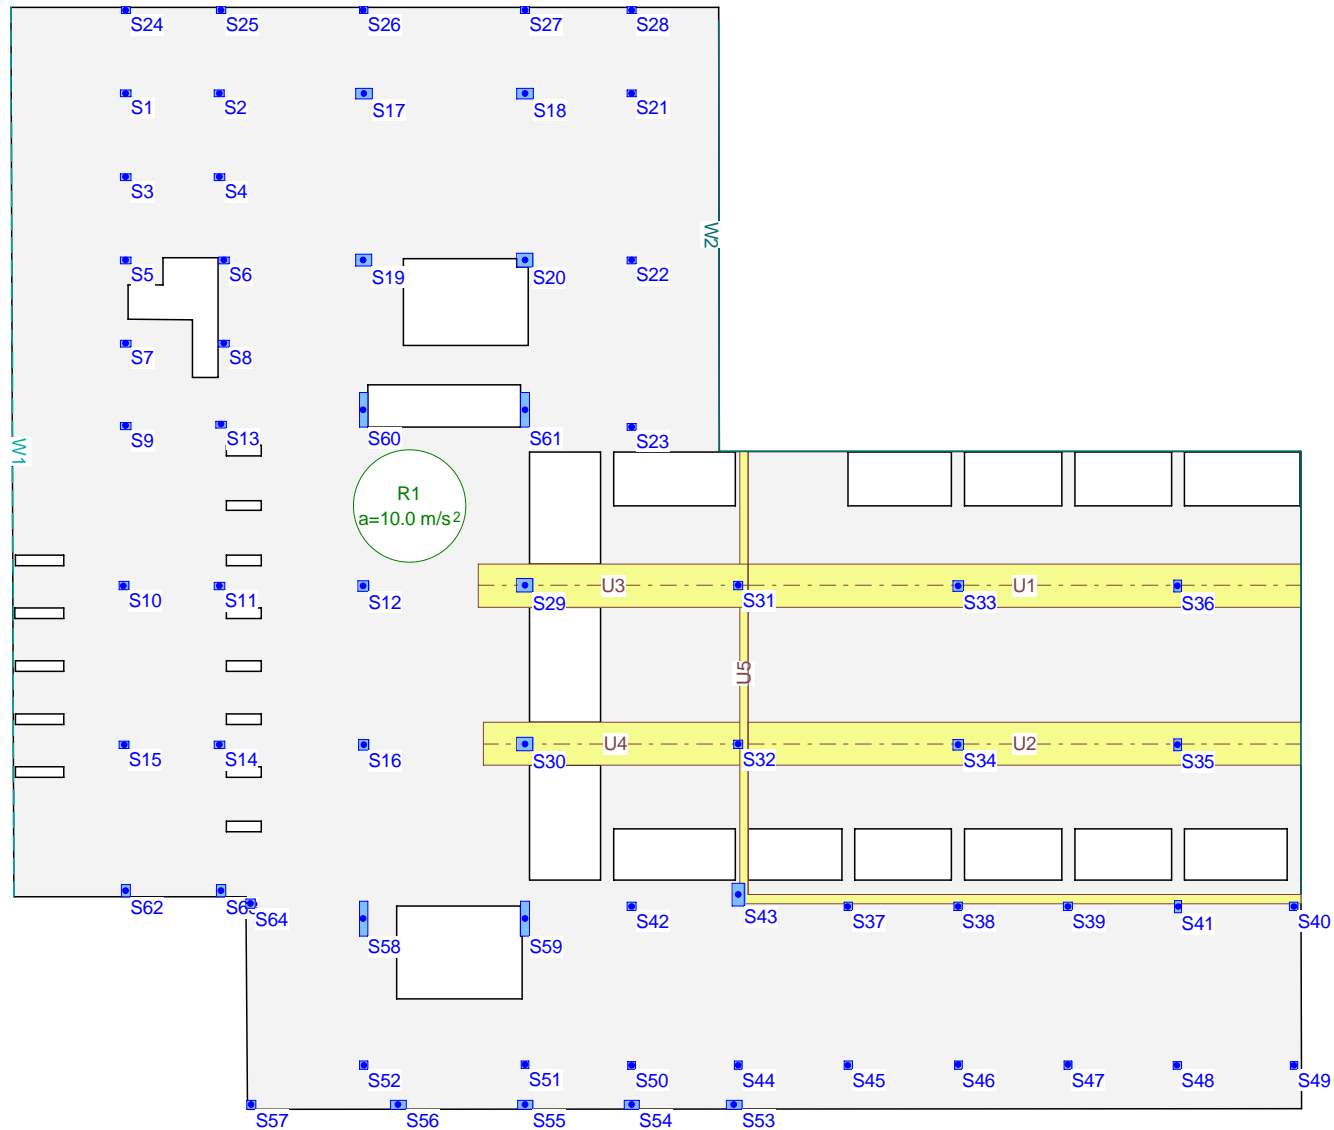 S24 S25 S26 S27 S28
S1 S2 S17 S18 S21
S3 S4
W2
S5 S6 S19 S20 S22
S7 S8
S9 S13 S60 S61 S23
W1
R1
a=10.0 m/s2
U3 U1
S10 S11 S12 S29 S31 S33 S36
U5
U4 U2
S15 S14 S16 S30 S32 S34 S35
S62 S63 S64 S42 S43 S37 S38 S39 S41 S40
S58 S59
S52 S51 S50 S44 S45 S46 S47 S48 S49
S57 S56 S55 S54 S53